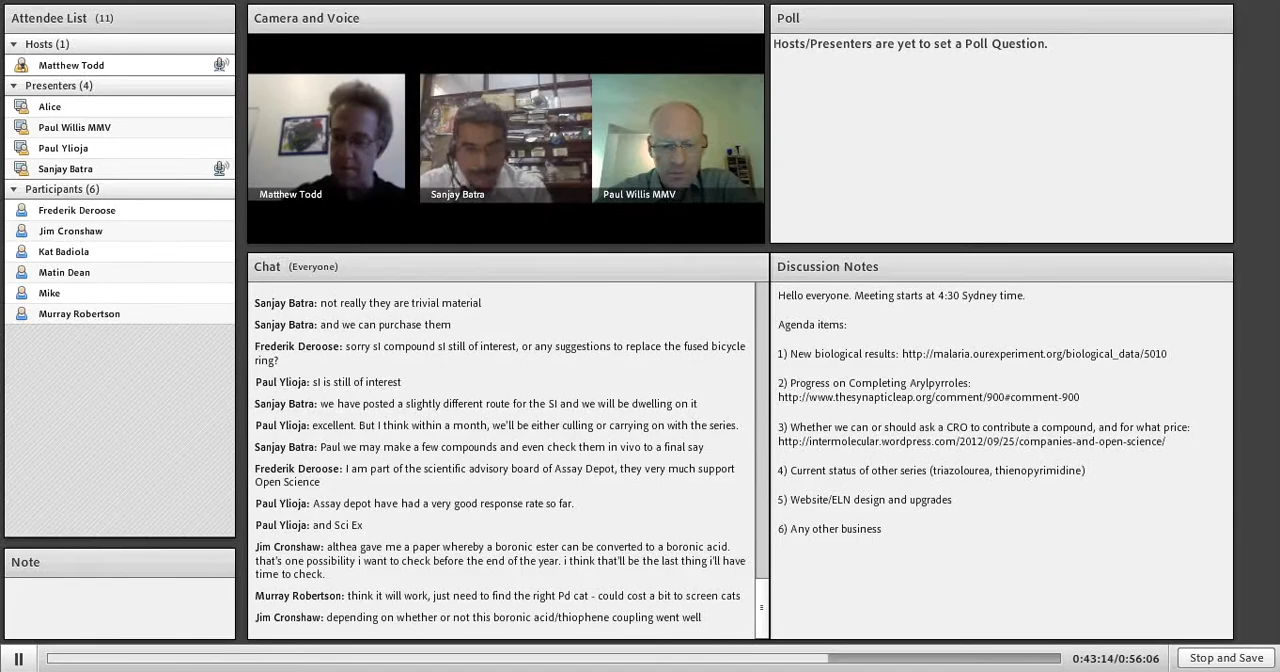 Attendee List (11)
Hosts (1)
Matthew Todd
Presenters (4)
Alice
Paul Willis MMV
Paul Ylioja
Sanjay Batra
Participants (6)
Frederik Deroose
Jim Cronshaw
Kat Badiola
Matin Dean
Mike
Murray Robertson
Note
Camera and Voice
Matthew Todd
Sanjay Batra
Paul Willis MMV
Poll
Hosts/Presenters are yet to set a Poll Question.
Chat (Everyone)
Sanjay Batra: not really they are trivial material
Sanjay Batra: and we can purchase them
Frederik Deroose: sorry sI compound sI still of interest, or any suggestions to replace the fused bicycle
ring?
Paul Ylioja: sI is still of interest
Sanjay Batra: we have posted a slightly different route for the SI and we will be dwelling on it
Paul Ylioja: excellent. But I think within a month, we'll be either culling or carrying on with the series.
Sanjay Batra: Paul we may make a few compounds and even check them in vivo to a final say
Frederik Deroose: I am part of the scientific advisory board of Assay Depot, they very much support
Open Science
Paul Ylioja: Assay depot have had a very good response rate so far.
Paul Ylioja: and Sci Ex
Jim Cronshaw: althea gave me a paper whereby a boronic ester can be converted to a boronic acid.
that's one possibility i want to check before the end of the year. i think that'll be the last thing i'll have
time to check.
Murray Robertson: think it will work, just need to find the right Pd cat - could cost a bit to screen cats
Jim Cronshaw: depending on whether or not this boronic acid/thiophene coupling went well
Discussion Notes
Hello everyone. Meeting starts at 4:30 Sydney time.
Agenda items:
1) New biological results: http://malaria.ourexperiment.org/biological_data/5010
2) Progress on Completing Arylpyrroles:
http://www.thesynapticleap.org/comment/900#comment-900
3) Whether we can or should ask a CRO to contribute a compound, and for what price:
http://intermolecular.wordpress.com/2012/09/25/companies-and-open-science/
4) Current status of other series (triazolourea, thienopyrimidine)
5) Website/ELN design and upgrades
6) Any other business
0:43:14/0:56:06
Stop and Save